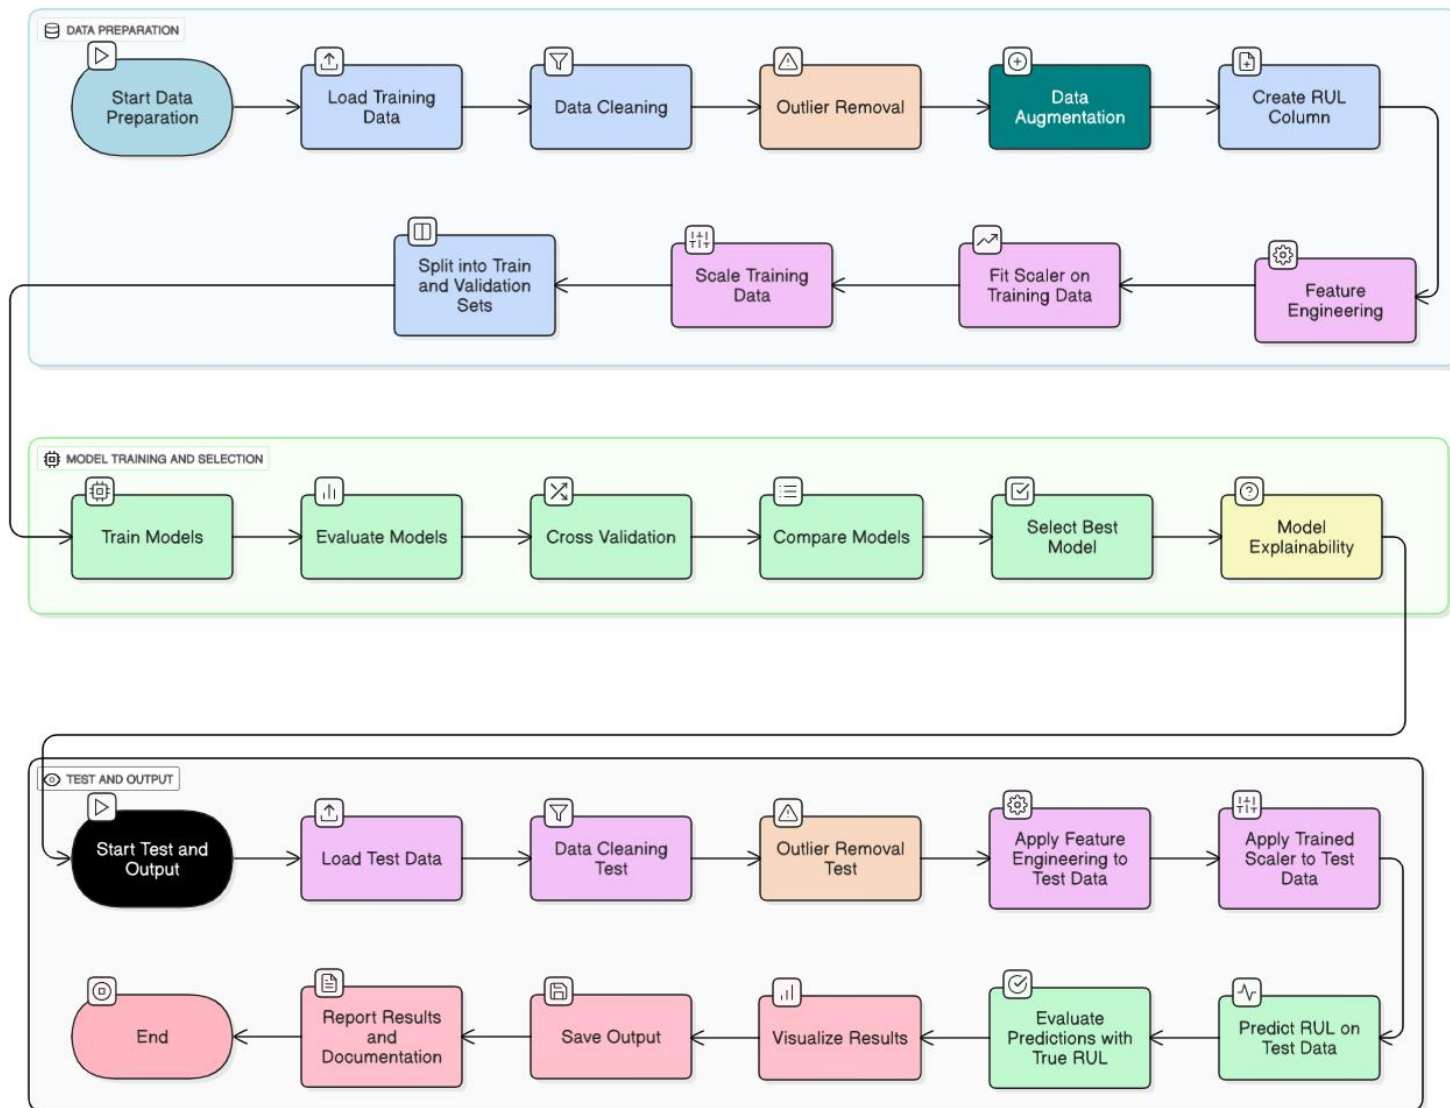 DATA PREPARATION
Start Data
Preparation
Load Training
Data
Data Cleaning
Outlier Removal
Data
Augmentation
Create RUL
Column
Split into Train
and Validation
Sets
Scale Training
Data
Fit Scaler on
Training Data
Feature
Engineering
MODEL TRAINING AND SELECTION
Train Models
Evaluate Models
Cross Validation
Compare Models
Select Best
Model
Model
Explainability
TEST AND OUTPUT
Start Test and
Output
Load Test Data
Data Cleaning
Test
Outlier Removal
Test
Apply Feature
Engineering to
Test Data
Apply Trained
Scaler to Test
Data
End
Report Results
and
Documentation
Save Output
Visualize Results
Evaluate
Predictions with
True RUL
Predict RUL on
Test Data